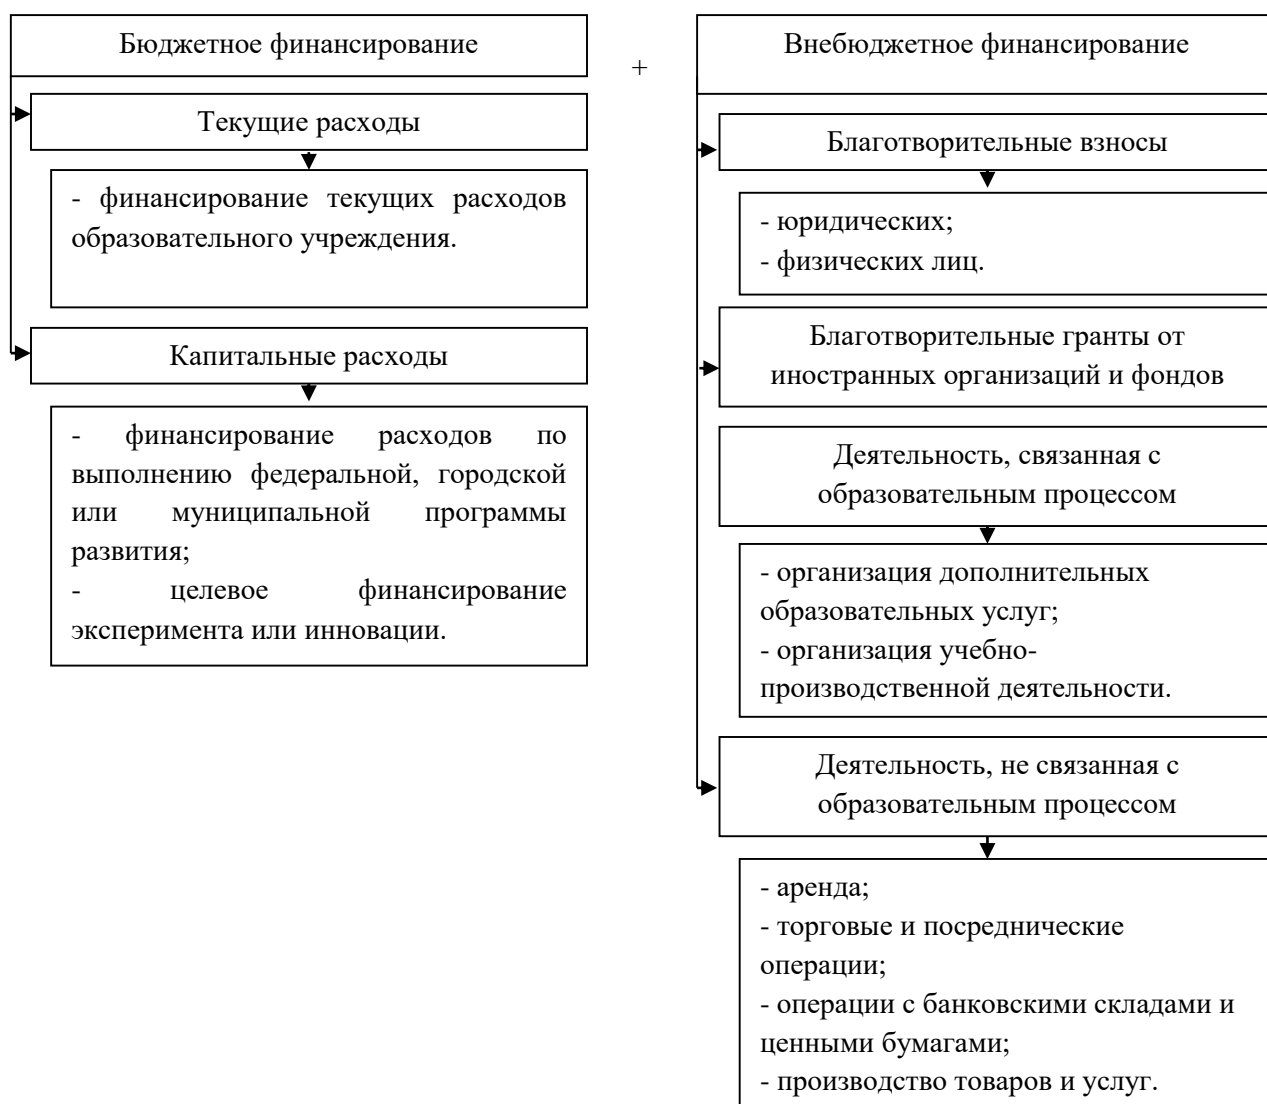 Бюджетное финансирование
+
Внебюджетное финансирование
Текущие расходы
- финансирование текущих расходов
образовательного учреждения.
Капитальные расходы
- финансирование расходов по
выполнению федеральной, городской
или муниципальной программы
развития;
- целевое финансирование
эксперимента или инновации.
Благотворительные взносы
- юридических;
- физических лиц.
Благотворительные гранты от
иностранных организаций и фондов
Деятельность, связанная с
образовательным процессом
- организация дополнительных
образовательных услуг;
- организация учебно-
производственной деятельности.
Деятельность, не связанная с
образовательным процессом
- аренда;
- торговые и посреднические
операции;
- операции с банковскими складами и
ценными бумагами;
- производство товаров и услуг.